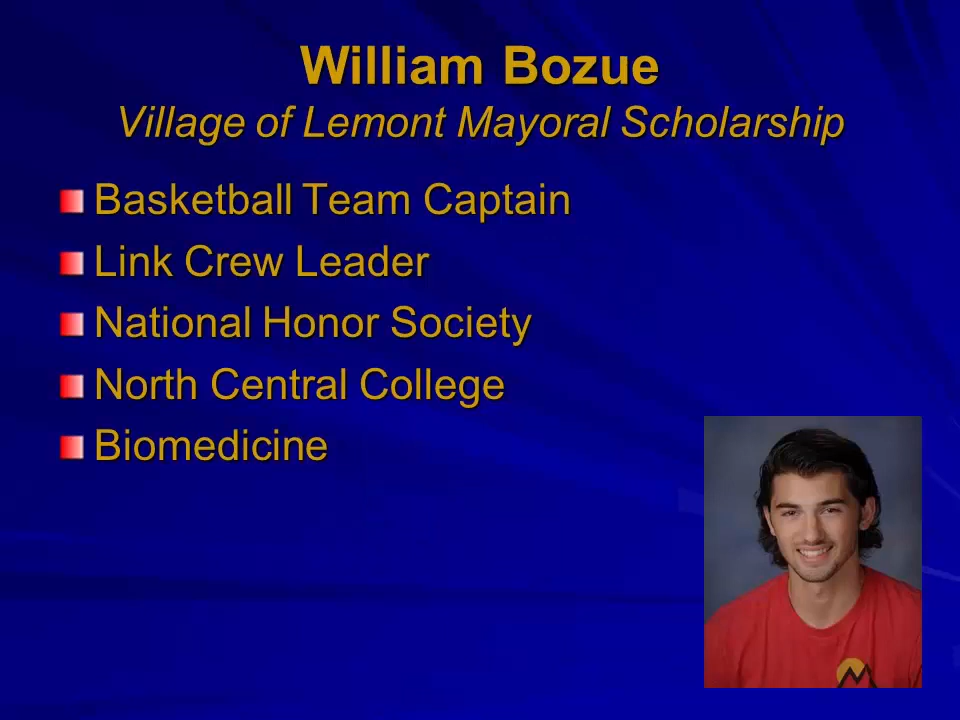 William Bozue
Village of Lemont Mayoral Scholarship
Basketball Team Captain
Link Crew Leader
National Honor Society
North Central College
Biomedicine